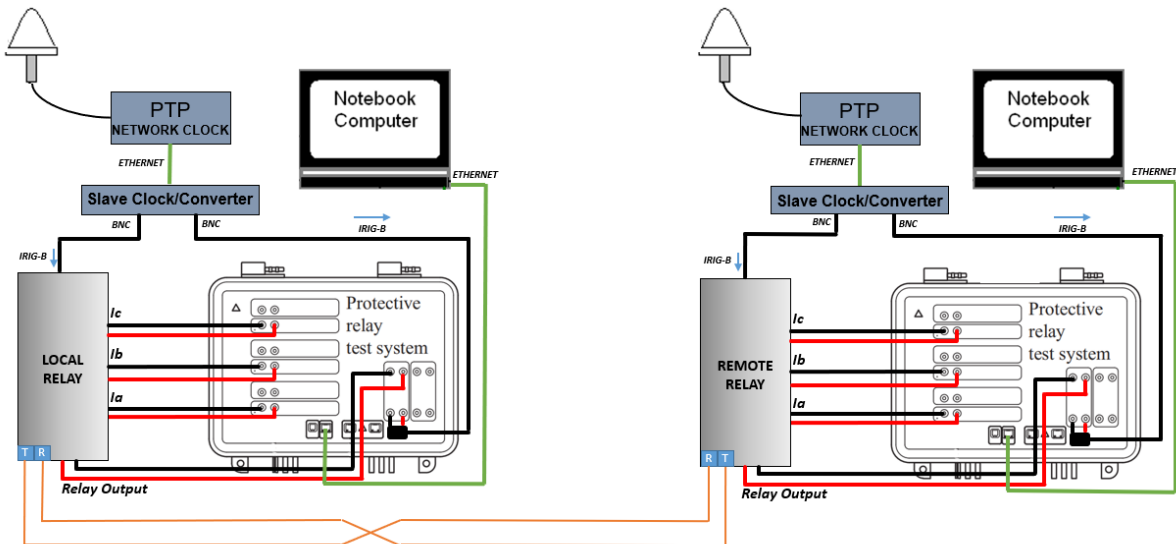 PTP
NETWORK CLOCK
Notebook
Computer
ETHERNET
ETHERNET
Slave Clock/Converter
BNC
BNC
IRIG-B
IRIG-B
Ic
Ib
Ia
LOCAL
RELAY
Protective
relay
test system
T R
Relay Output
PTP
NETWORK CLOCK
Notebook
Computer
ETHERNET
ETHERNET
Slave Clock/Converter
BNC
BNC
IRIG-B
IRIG-B
Ic
Ib
Ia
REMOTE
RELAY
Protective
relay
test system
R T
Relay Output